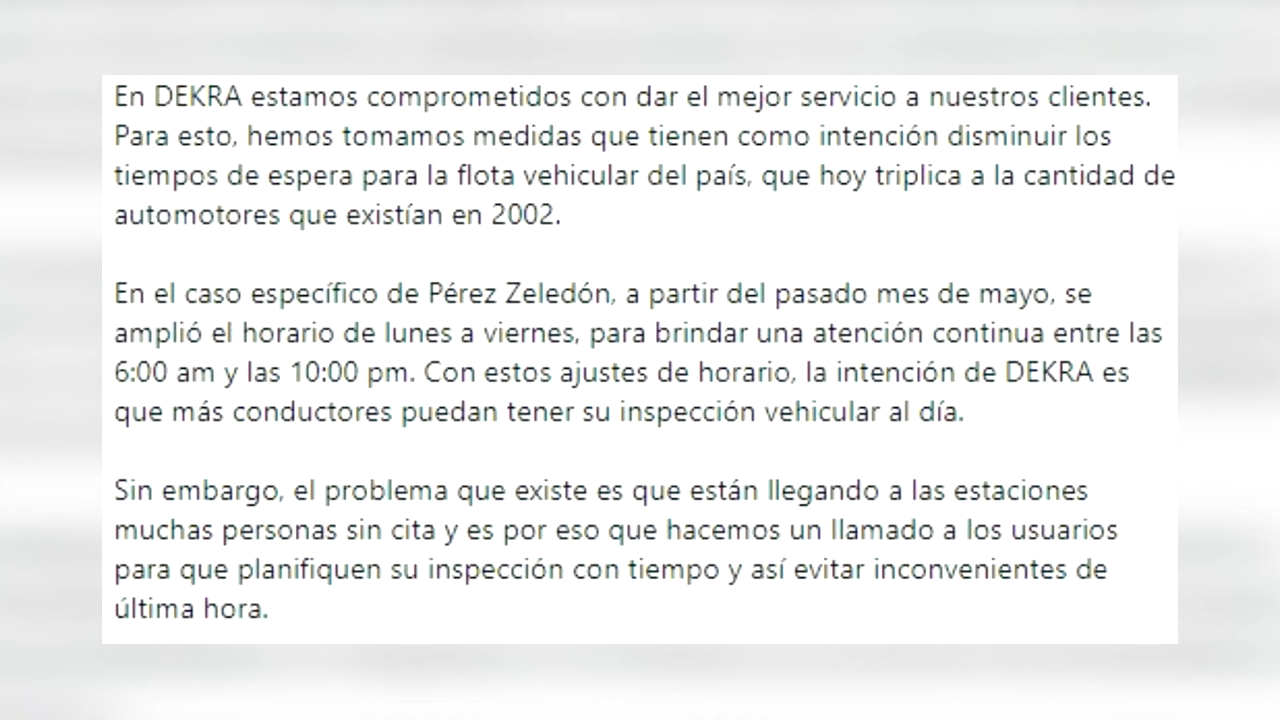 En DEKRA estamos comprometidos con dar el mejor servicio a nuestros clientes.
Para esto, hemos tomamos medidas que tienen como intención disminuir los
tiempos de espera para la flota vehicular del país, que hoy triplica a la cantidad de
automotores que existían en 2002.
En el caso específico de Pérez Zeledón, a partir del pasado mes de mayo, se
amplió el horario de lunes a viernes, para brindar una atención continua entre las
6:00 am y las 10:00 pm. Con estos ajustes de horario, la intención de DEKRA es
que más conductores puedan tener su inspección vehicular al día.
Sin embargo, el problema que existe es que están llegando a las estaciones
muchas personas sin cita y es por eso que hacemos un llamado a los usuarios
para que planifiquen su inspección con tiempo y así evitar inconvenientes de
última hora.